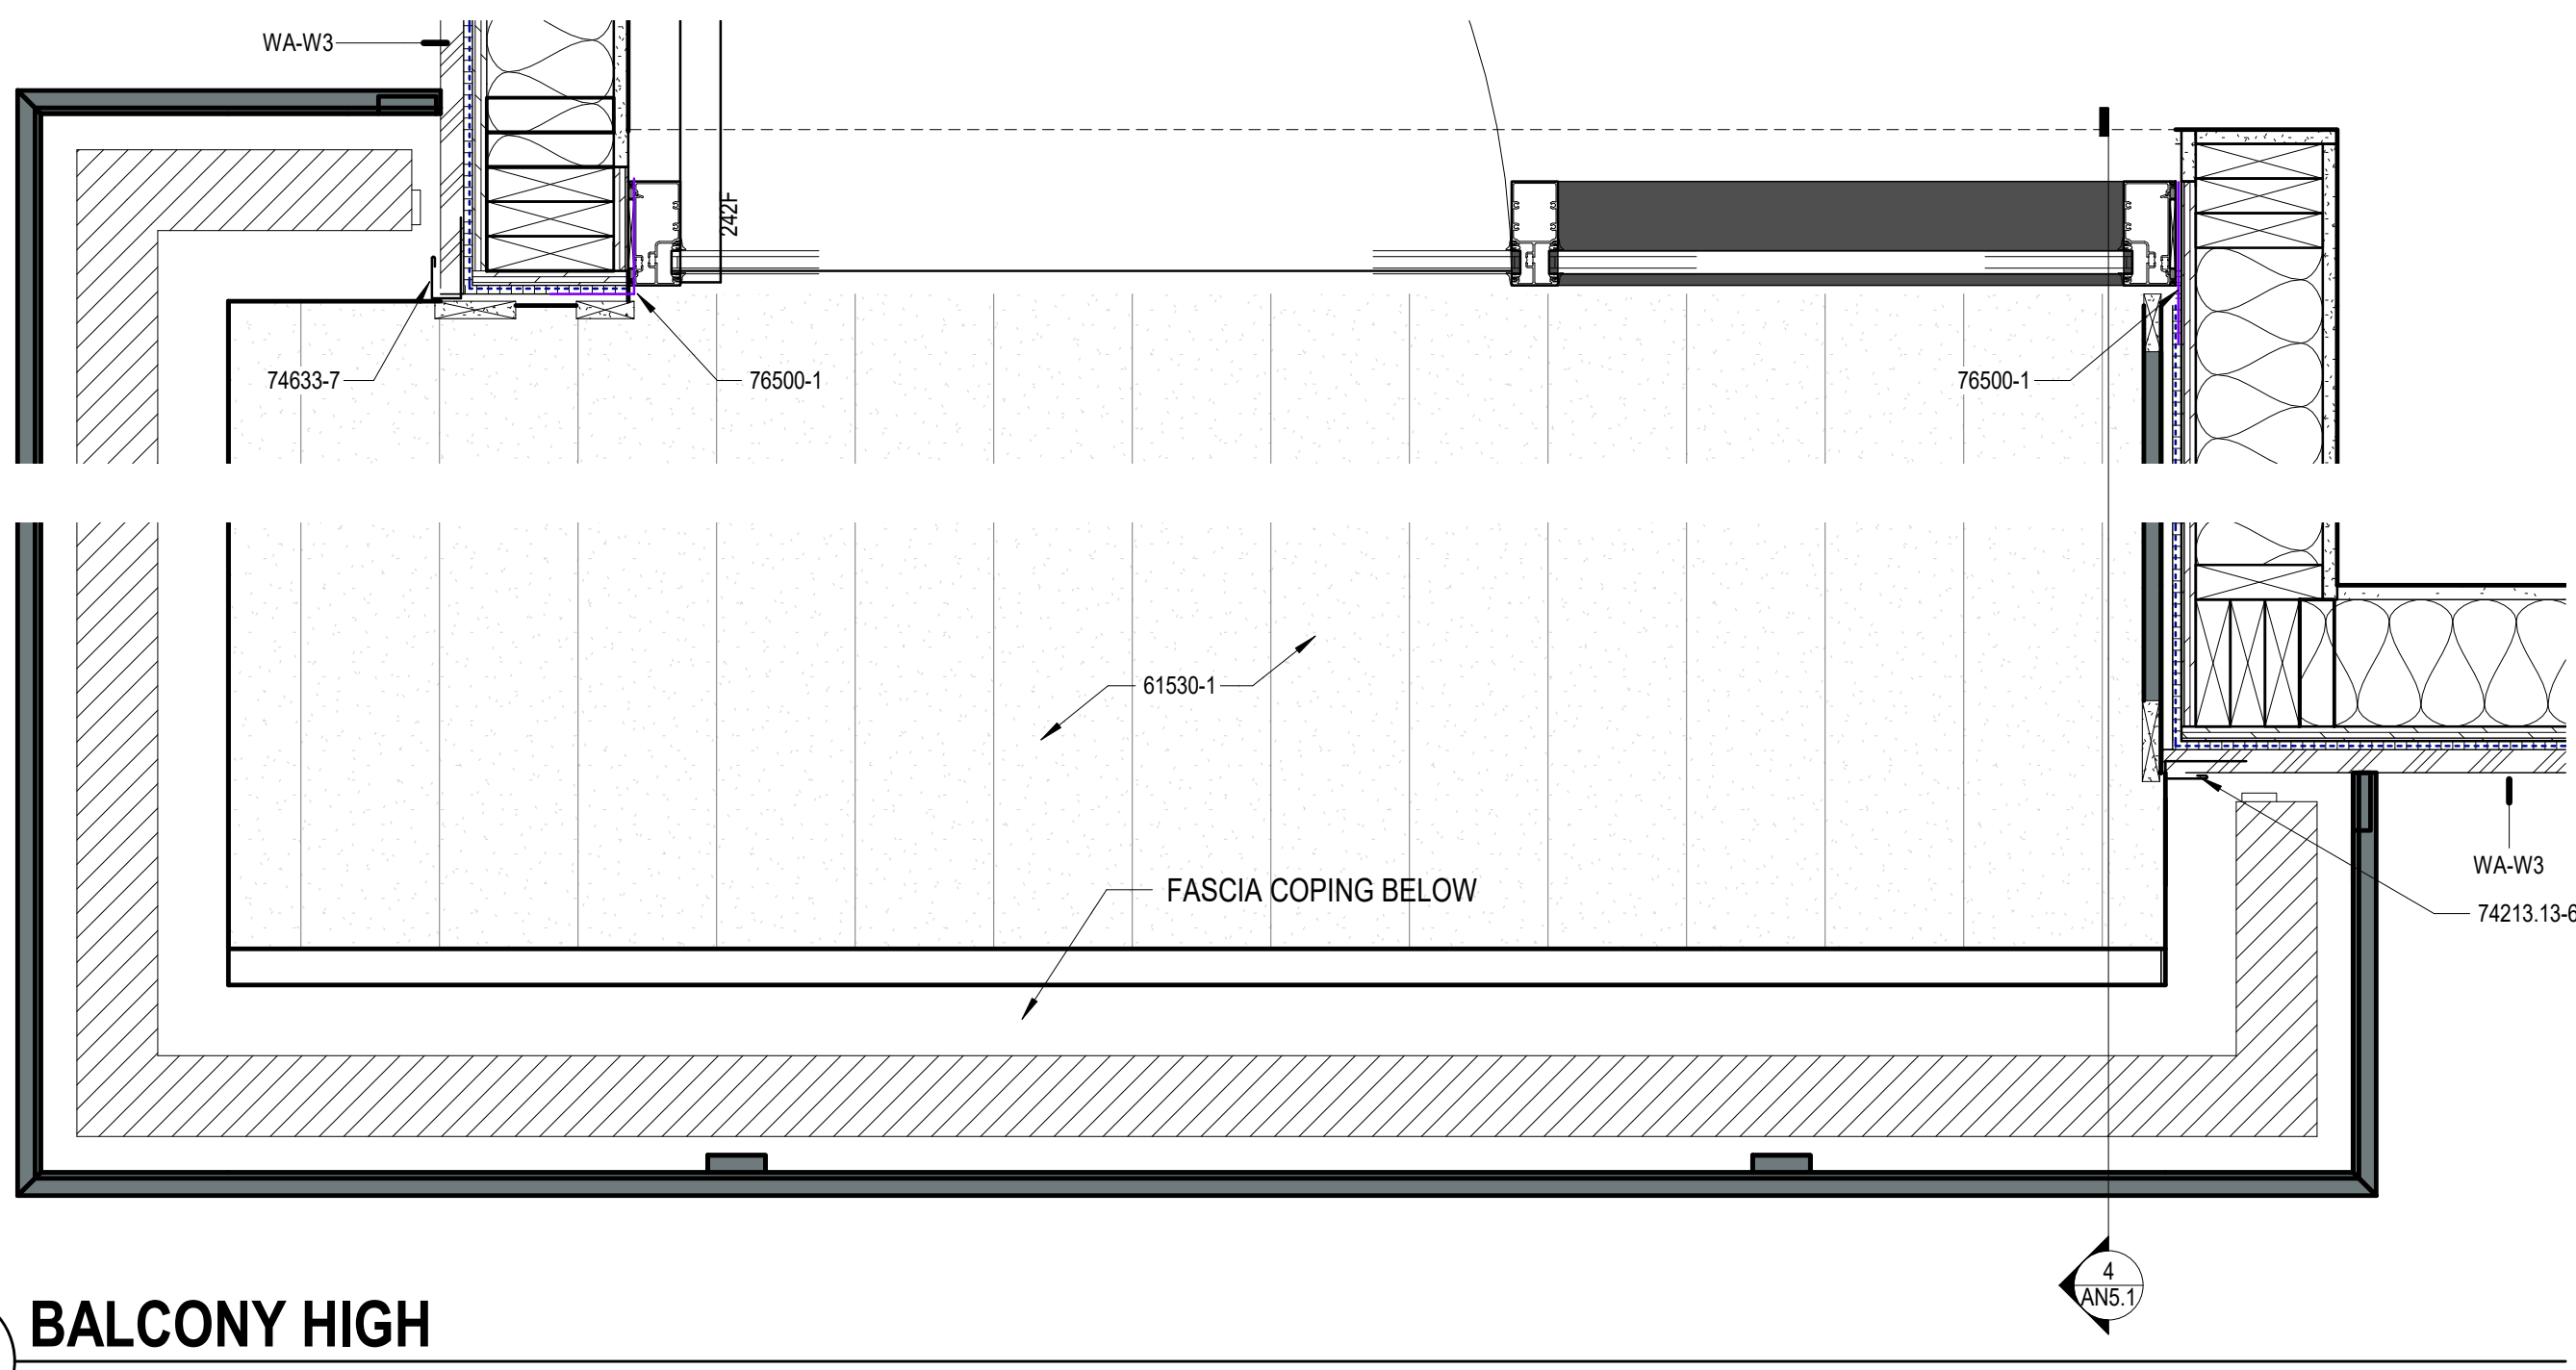 WA-W3
242F
74633-7
76500-1
76500-1
61530-1
FASCIA COPING BELOW
WA-W3
74213.13-6
4
AN5.1
BALCONY HIGH